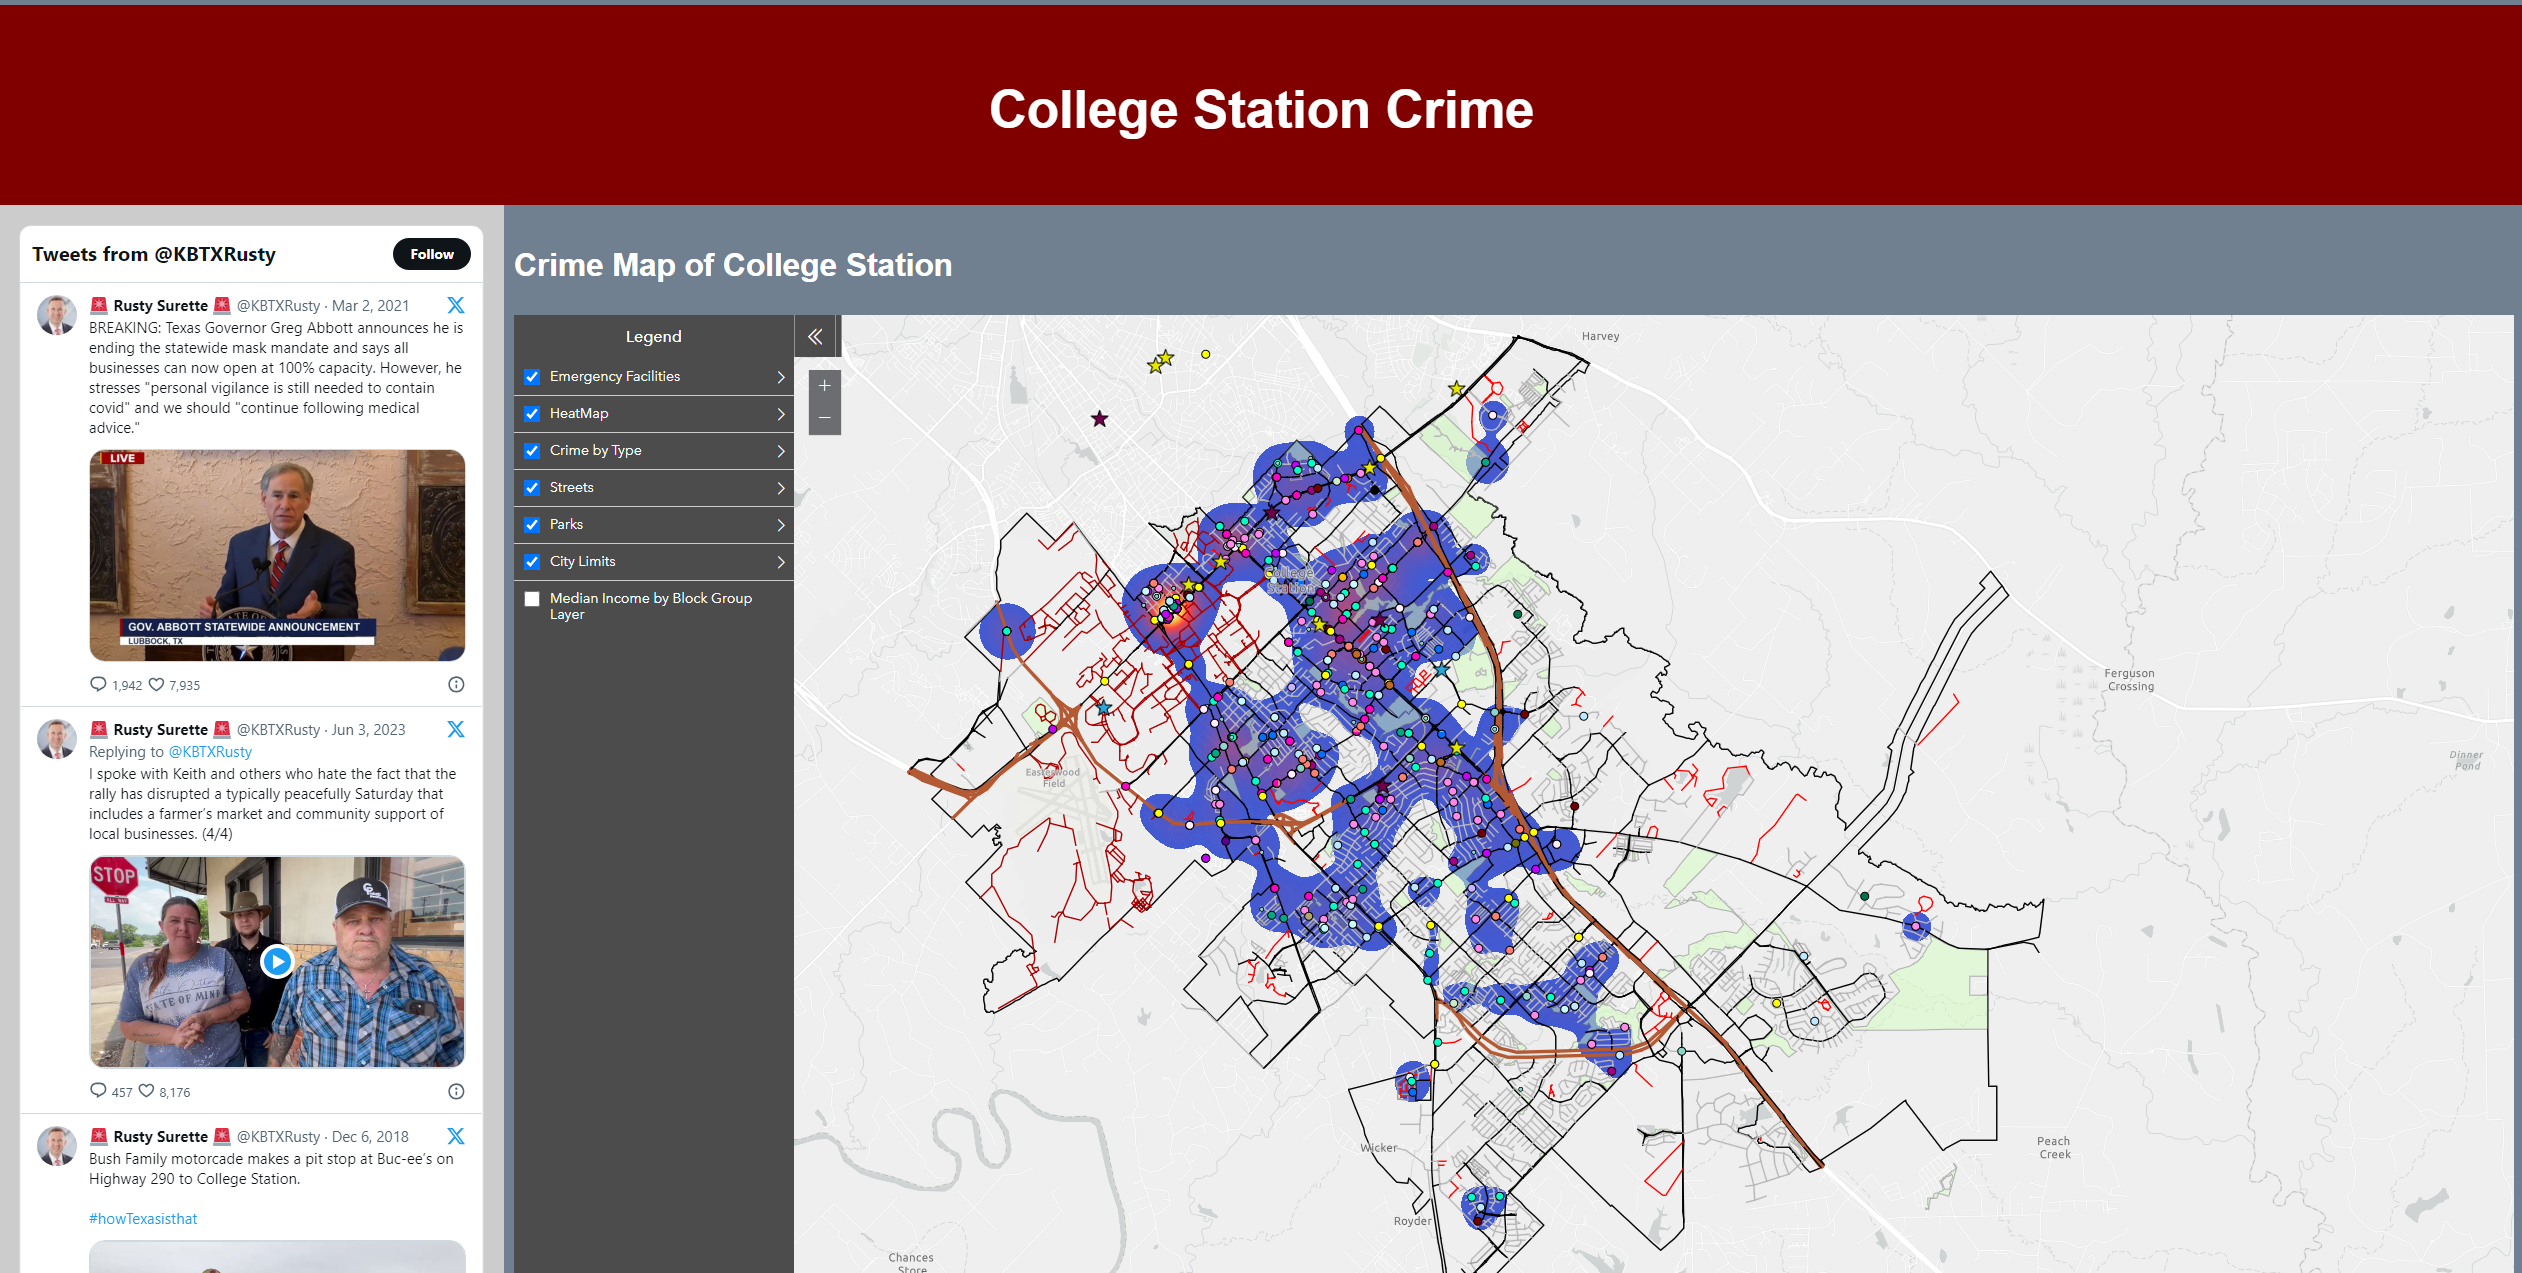 College Station Crime
Tweets from @KBTXRusty
Follow
Rusty Surette @KBTXRusty · Mar 2, 2021
BREAKING: Texas Governor Greg Abbott announces he is
ending the statewide mask mandate and says all
businesses can now open at 100% capacity. However, he
stresses "personal vigilance is still needed to contain
covid" and we should "continue following medical
advice."
LIVE
GOV. ABBOTT STATEWIDE ANNOUNCEMENT
LUBBOCK, TX
1,942 7,935
Rusty Surette @KBTXRusty · Jun 3, 2023
Replying to @KBTXRusty
I spoke with Keith and others who hate the fact that the
rally has disrupted a typically peacefully Saturday that
includes a farmer's market and community support of
local businesses. (4/4)
STOP
ALL WAY
457 8,176
Rusty Surette @KBTXRusty · Dec 6, 2018
Bush Family motorcade makes a pit stop at Buc-ee's on
Highway 290 to College Station.
#howTexasisthat
Crime Map of College Station
Legend
Emergency Facilities
HeatMap
Crime by Type
Streets
Parks
City Limits
Median Income by Block Group
Layer
+
−
Harvey
College
Station
Easterwood
Field
Ferguson
Crossing
Dinner
Pond
Peach
Creek
Wicker
Royder
Chances
Store